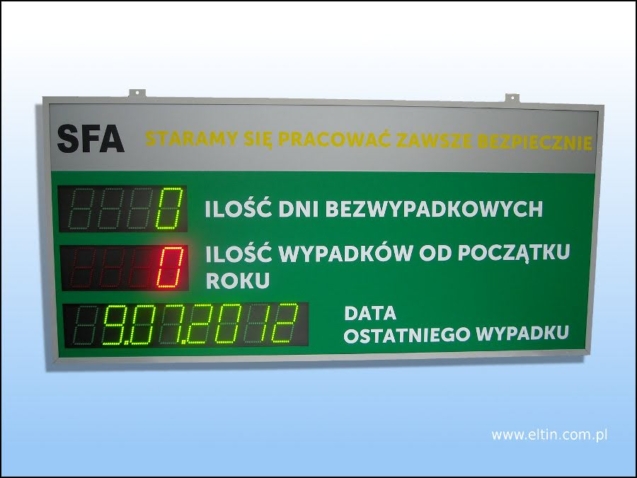 SFA STARAMY SIĘ PRACOWAĆ ZAWSZE BEZPIECZNIE
0 ILOŚĆ DNI BEZWYPADKOWYCH
0 ILOŚĆ WYPADKÓW OD POCZĄTKU
ROKU
9.07.2012 DATA
OSTATNIEGO WYPADKU
www.eltin.com.pl